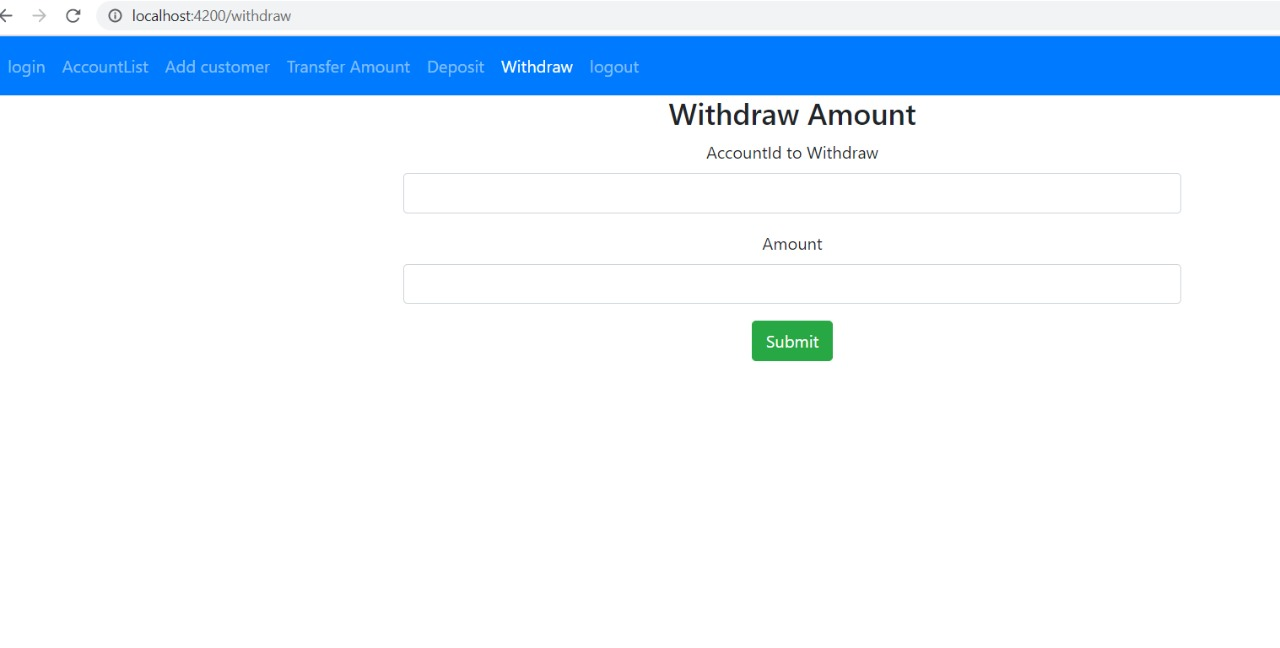 localhost:4200/withdraw
login AccountList Add customer Transfer Amount Deposit Withdraw logout
Withdraw Amount
AccountId to Withdraw
Amount
Submit